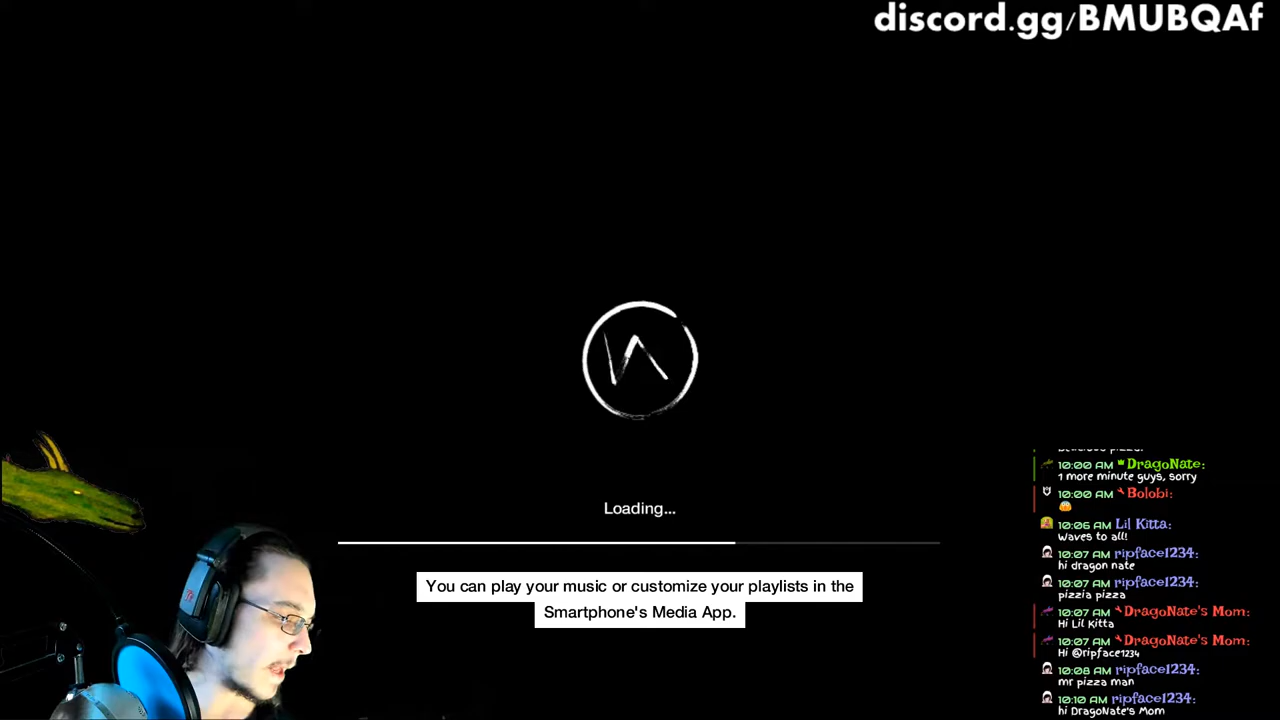 discord.gg/BMUBQAf
Loading...
You can play your music or customize your playlists in the
Smartphone's Media App.
10:00 AM DragoNate:
1 more minute guys, sorry
10:00 AM Bolobi:
10:06 AM Lil Kitta:
Waves to all!
10:07 AM ripface1234:
hi dragon nate
10:07 AM ripface1234:
pizzia pizza
10:07 AM DragoNate's Mom:
Hi Lil Kitta
10:07 AM DragoNate's Mom:
Hi @ripface1234
10:08 AM ripface1234:
mr pizza man
10:10 AM ripface1234:
hi DragoNate's Mom